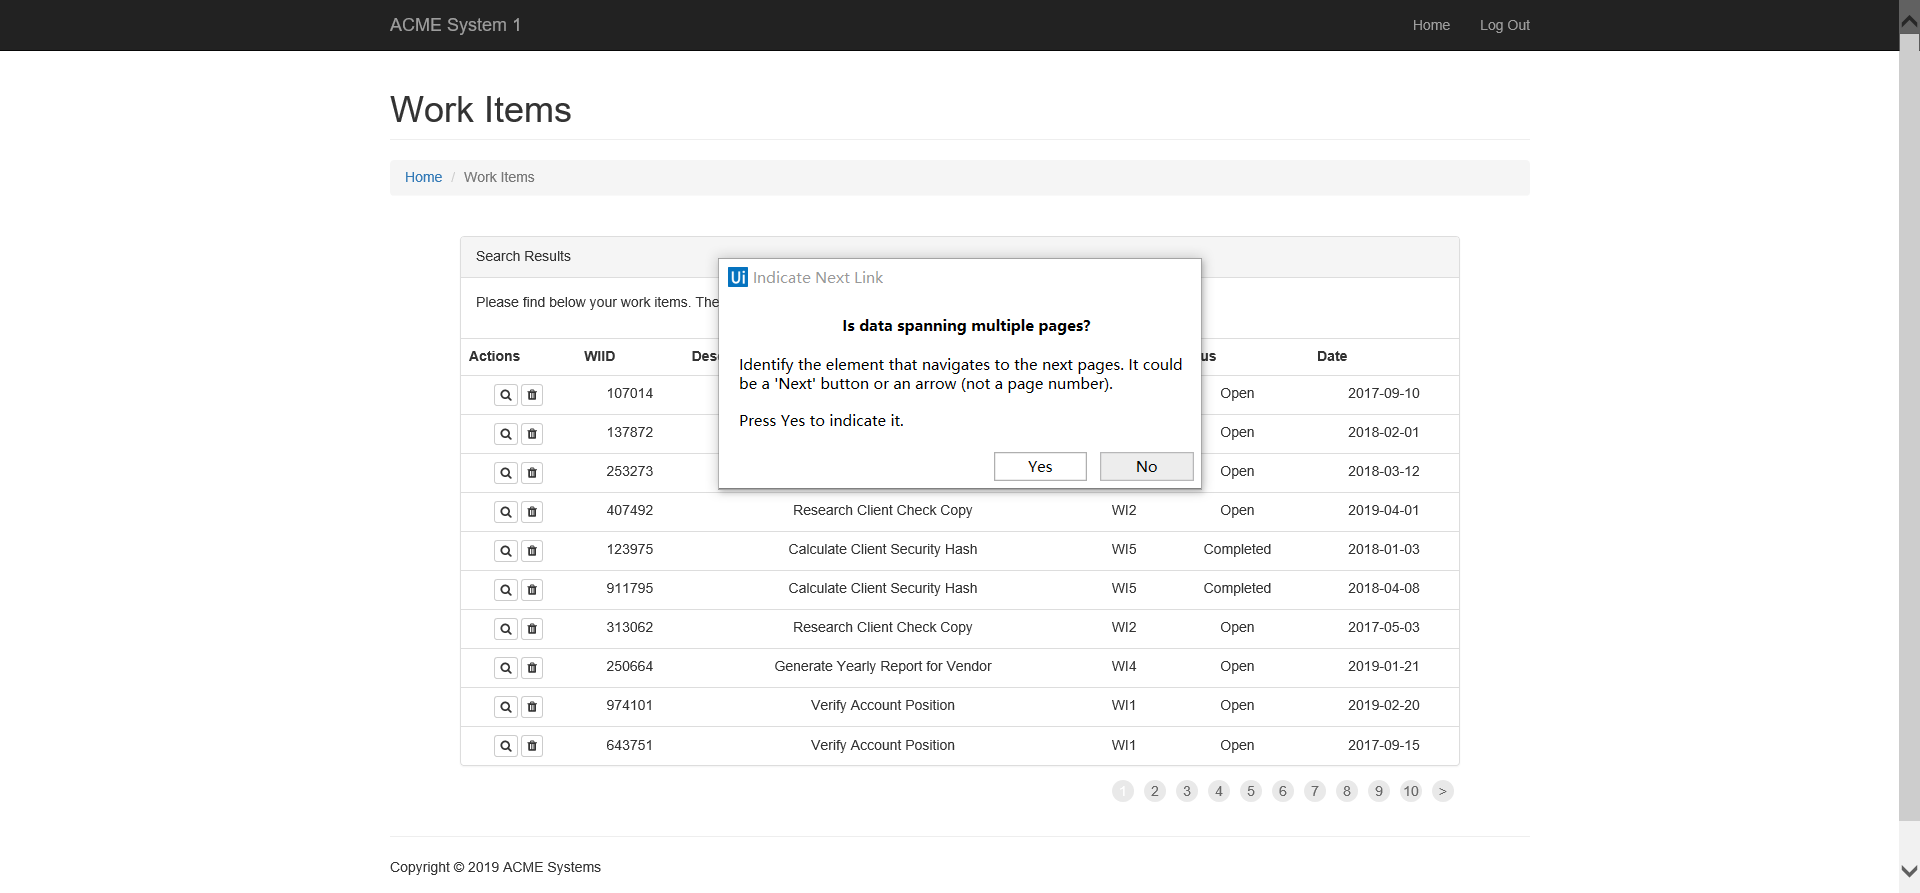 ACME System 1 Home Log Out
Work Items
Home / Work Items
Search Results
Ui Indicate Next Link
Please find below your work items. The
Is data spanning multiple pages?
Identify the element that navigates to the next pages. It could
be a 'Next' button or an arrow (not a page number).
Press Yes to indicate it.
Yes No
Actions WIID Des us Date
107014 Open 2017-09-10
137872 Open 2018-02-01
253273 Open 2018-03-12
407492 Research Client Check Copy WI2 Open 2019-04-01
123975 Calculate Client Security Hash WI5 Completed 2018-01-03
911795 Calculate Client Security Hash WI5 Completed 2018-04-08
313062 Research Client Check Copy WI2 Open 2017-05-03
250664 Generate Yearly Report for Vendor WI4 Open 2019-01-21
974101 Verify Account Position WI1 Open 2019-02-20
643751 Verify Account Position WI1 Open 2017-09-15
1 2 3 4 5 6 7 8 9 10 >
Copyright © 2019 ACME Systems